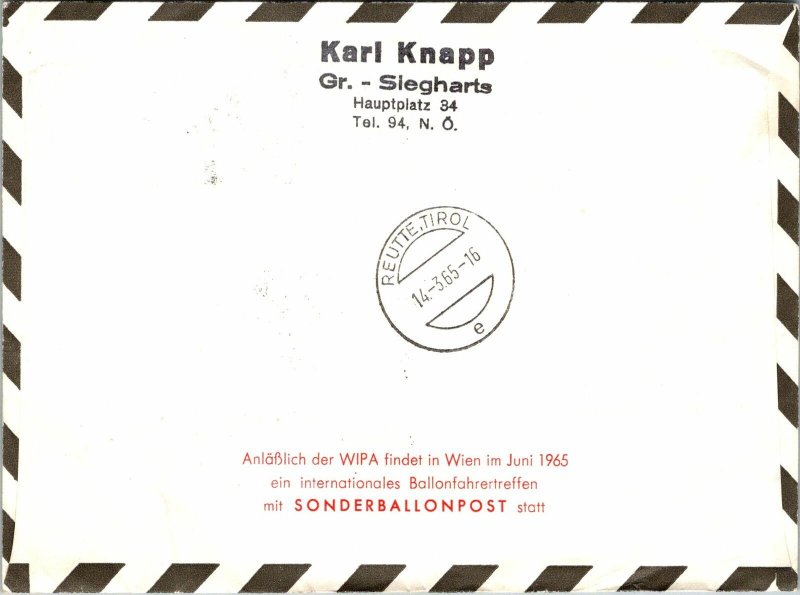 Karl Knapp
Gr. - Siegharts
Hauptplatz 34
Tel. 94, N. Ö.
REUTTE, TIROL
14.-3.65-16
e
Anläßlich der WIPA findet in Wien im Juni 1965
ein internationales Ballonfahrertreffen
mit SONDERBALLONPOST statt